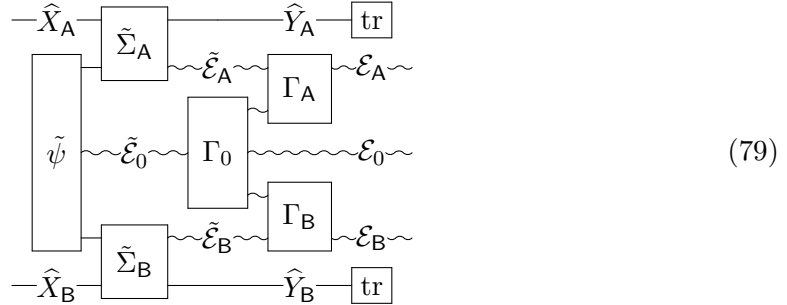 X̂_A Σ̃_A Ŷ_A tr
Ẽ_A Γ_A E_A
ψ̃ Ẽ_0 Γ_0 E_0 (79)
Ẽ_B Γ_B E_B
X̂_B Σ̃_B Ŷ_B tr